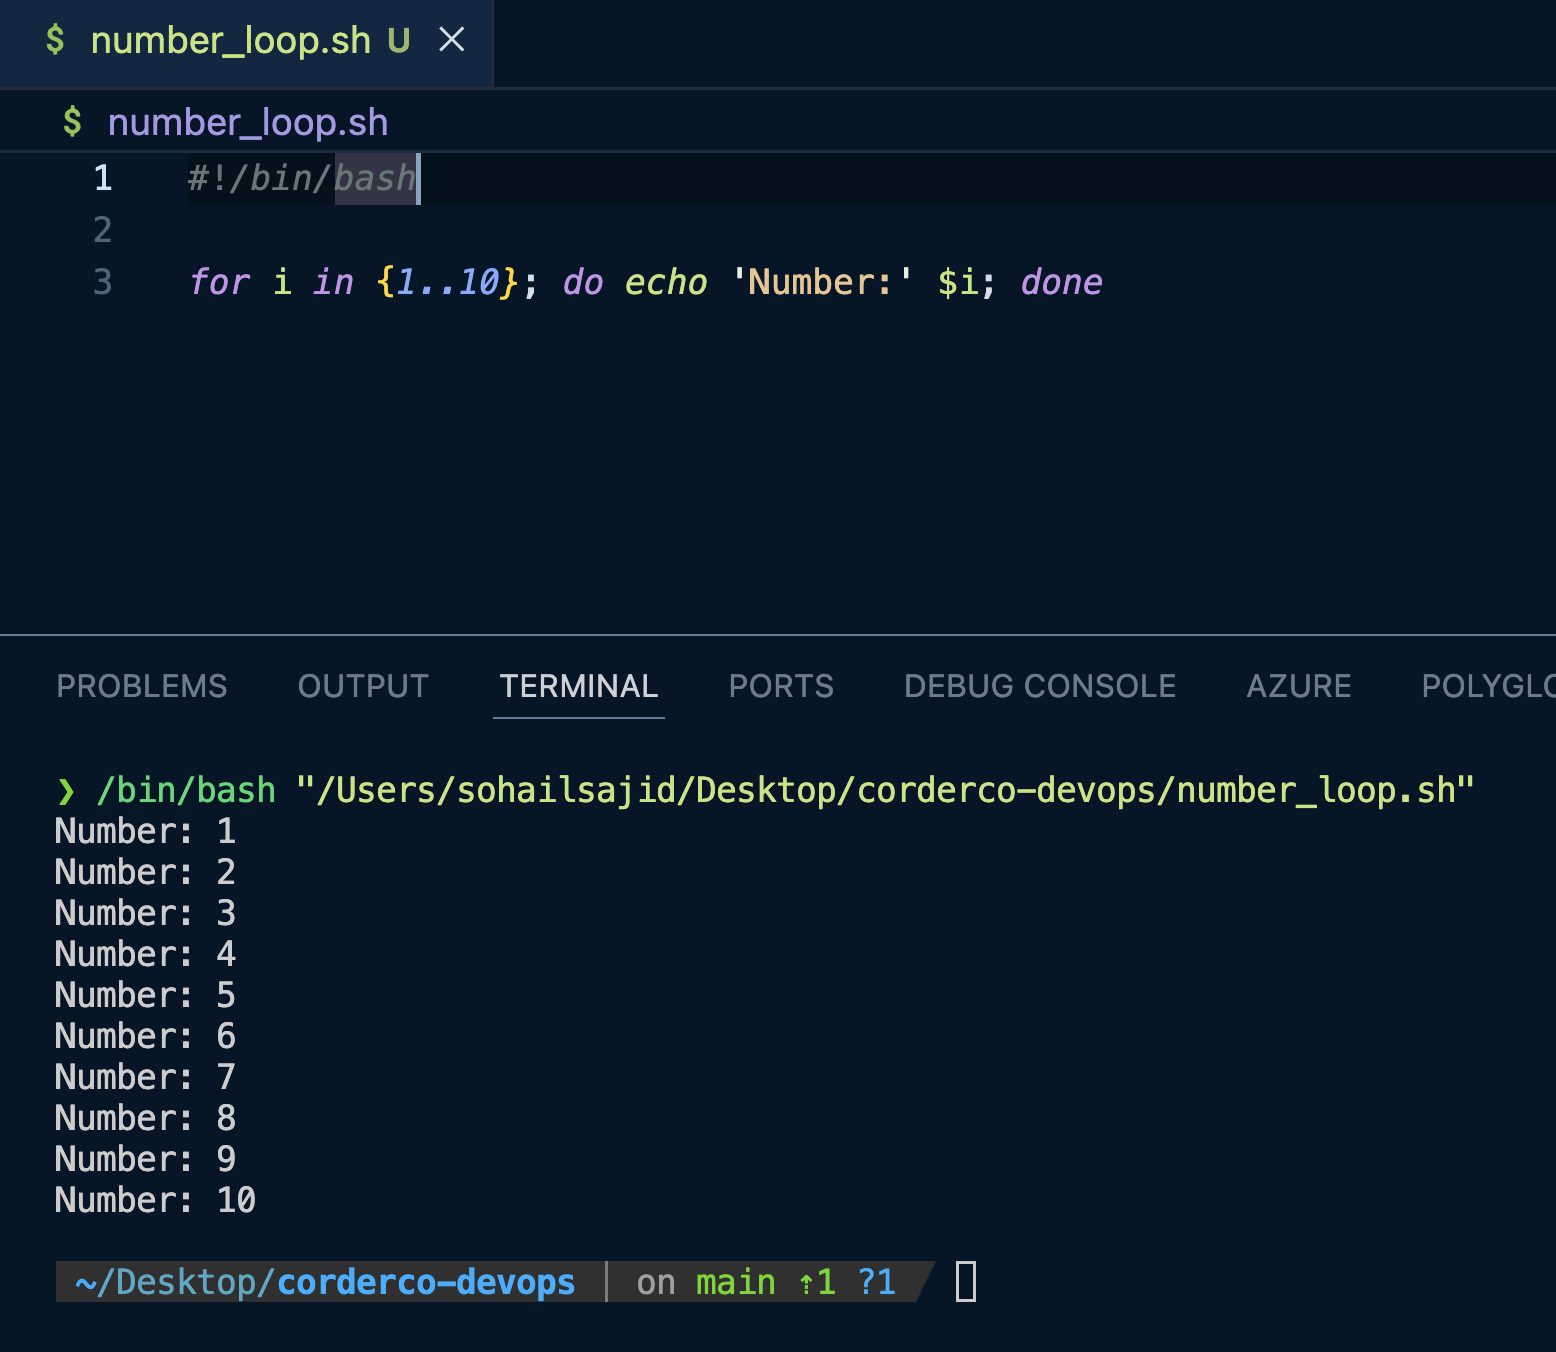 $ number_loop.sh U ×
$ number_loop.sh
1 #!/bin/bash
2
3 for i in {1..10}; do echo 'Number:' $i; done
PROBLEMS OUTPUT TERMINAL PORTS DEBUG CONSOLE AZURE POLYGLO
❯ /bin/bash "/Users/sohailsajid/Desktop/corderco-devops/number_loop.sh"
Number: 1
Number: 2
Number: 3
Number: 4
Number: 5
Number: 6
Number: 7
Number: 8
Number: 9
Number: 10
~/Desktop/corderco-devops | on main ⇡1 ?1